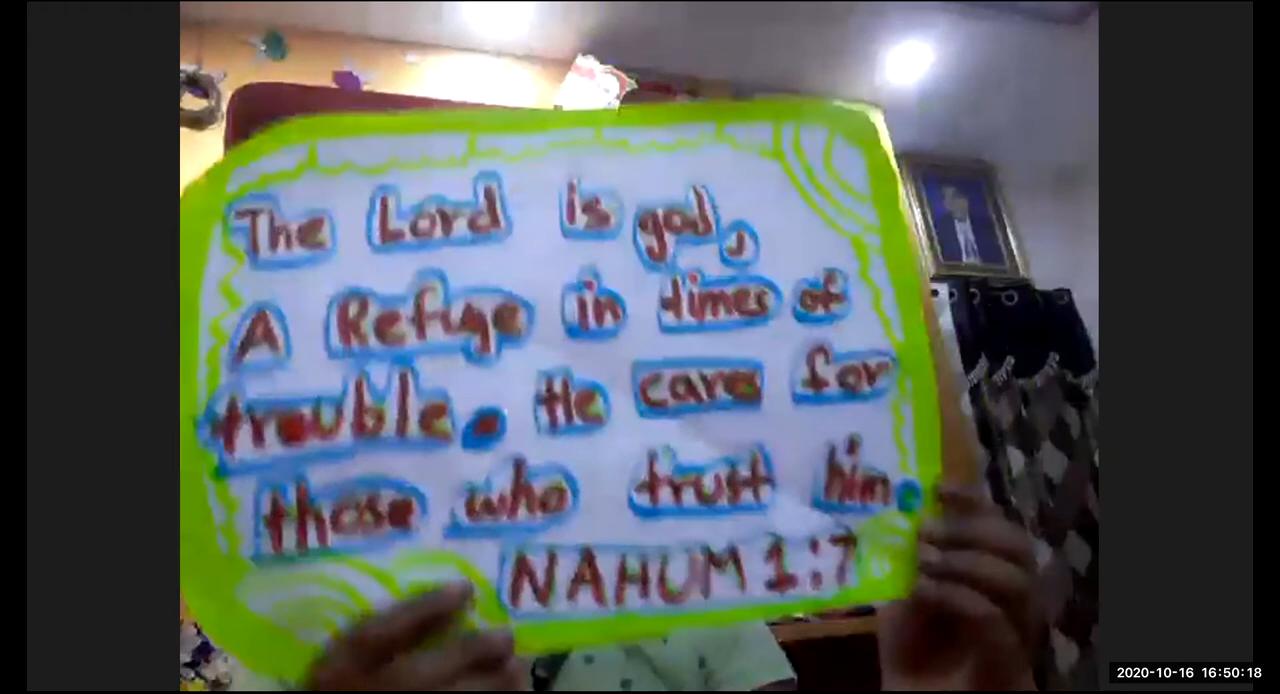 The Lord is god,
A Refuge in times of
trouble. He cares for
those who trust him.
NAHUM 1:7
2020-10-16 16:50:18